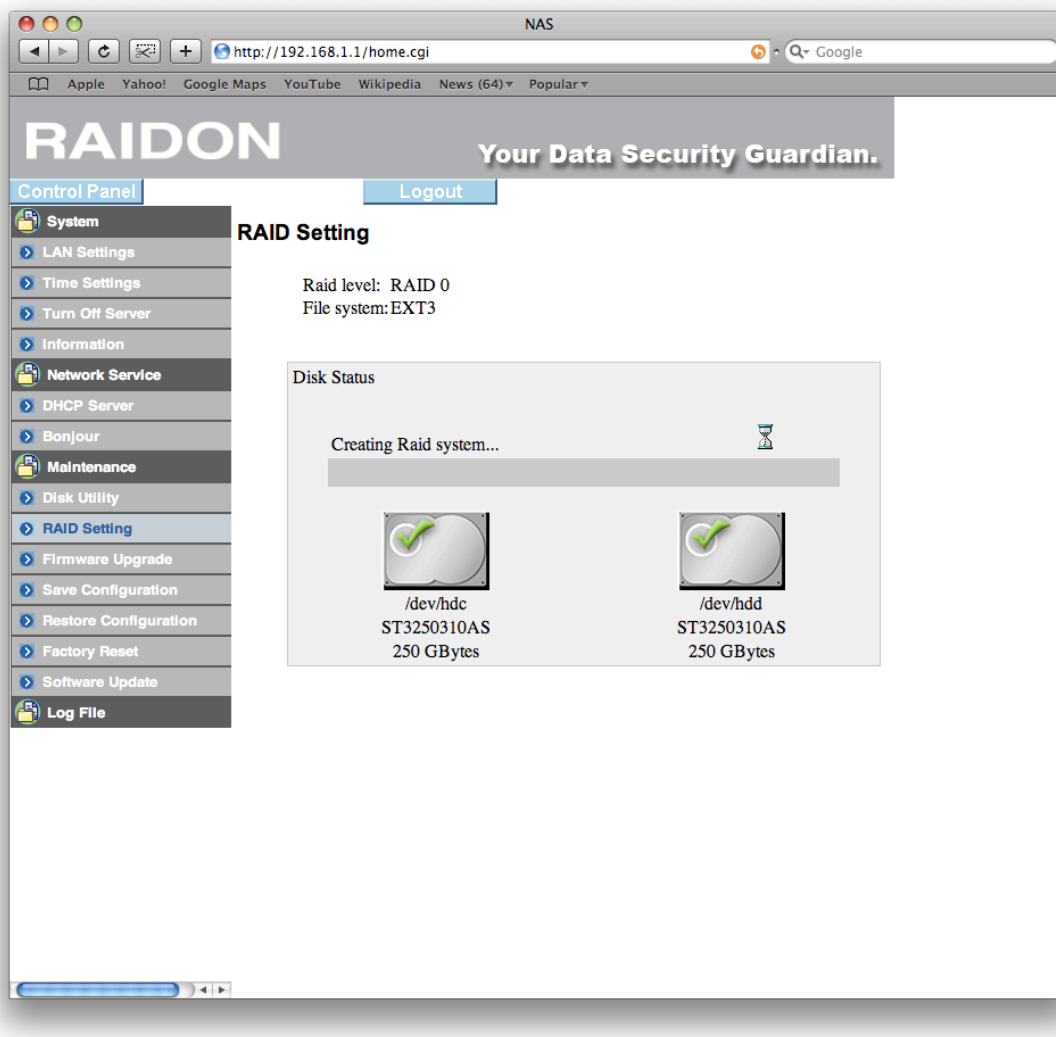 NAS
http://192.168.1.1/home.cgi
Google
Apple Yahoo! Google Maps YouTube Wikipedia News (64) Popular
RAIDON
Your Data Security Guardian.
Control Panel
Logout
System
LAN Settings
Time Settings
Turn Off Server
Information
Network Service
DHCP Server
Bonjour
Maintenance
Disk Utility
RAID Setting
Firmware Upgrade
Save Configuration
Restore Configuration
Factory Reset
Software Update
Log File
RAID Setting
Raid level: RAID 0
File system: EXT3
Disk Status
Creating Raid system...
/dev/hdc
ST3250310AS
250 GBytes
/dev/hdd
ST3250310AS
250 GBytes